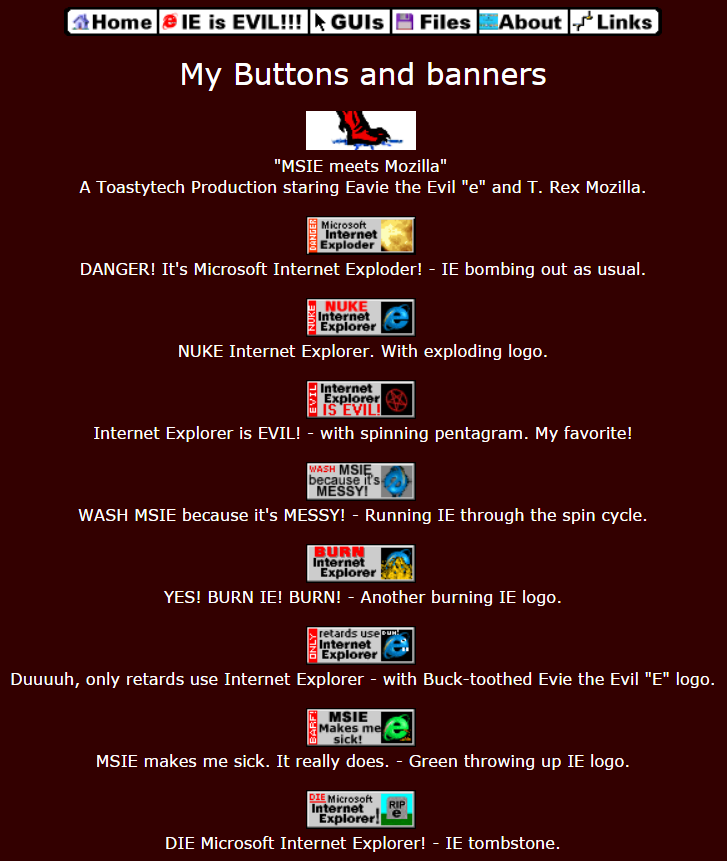 Home IE is EVIL!!! GUIs Files About Links
My Buttons and banners
"MSIE meets Mozilla"
A Toastytech Production staring Eavie the Evil "e" and T. Rex Mozilla.
DANGER
Microsoft
Internet
Exploder
DANGER! It's Microsoft Internet Exploder! - IE bombing out as usual.
NUKE
NUKE
Internet
Explorer
NUKE Internet Explorer. With exploding logo.
EVIL
Internet
Explorer
IS EVIL!
Internet Explorer is EVIL! - with spinning pentagram. My favorite!
WASH MSIE
because it's
MESSY!
WASH MSIE because it's MESSY! - Running IE through the spin cycle.
BURN
Internet
Explorer
YES! BURN IE! BURN! - Another burning IE logo.
ONLY
retards use
Internet
Explorer
DUH!
Duuuuh, only retards use Internet Explorer - with Buck-toothed Evie the Evil "E" logo.
BARF!
MSIE
Makes me
sick!
MSIE makes me sick. It really does. - Green throwing up IE logo.
DIE Microsoft
Internet
Explorer!
RIP
e
DIE Microsoft Internet Explorer! - IE tombstone.